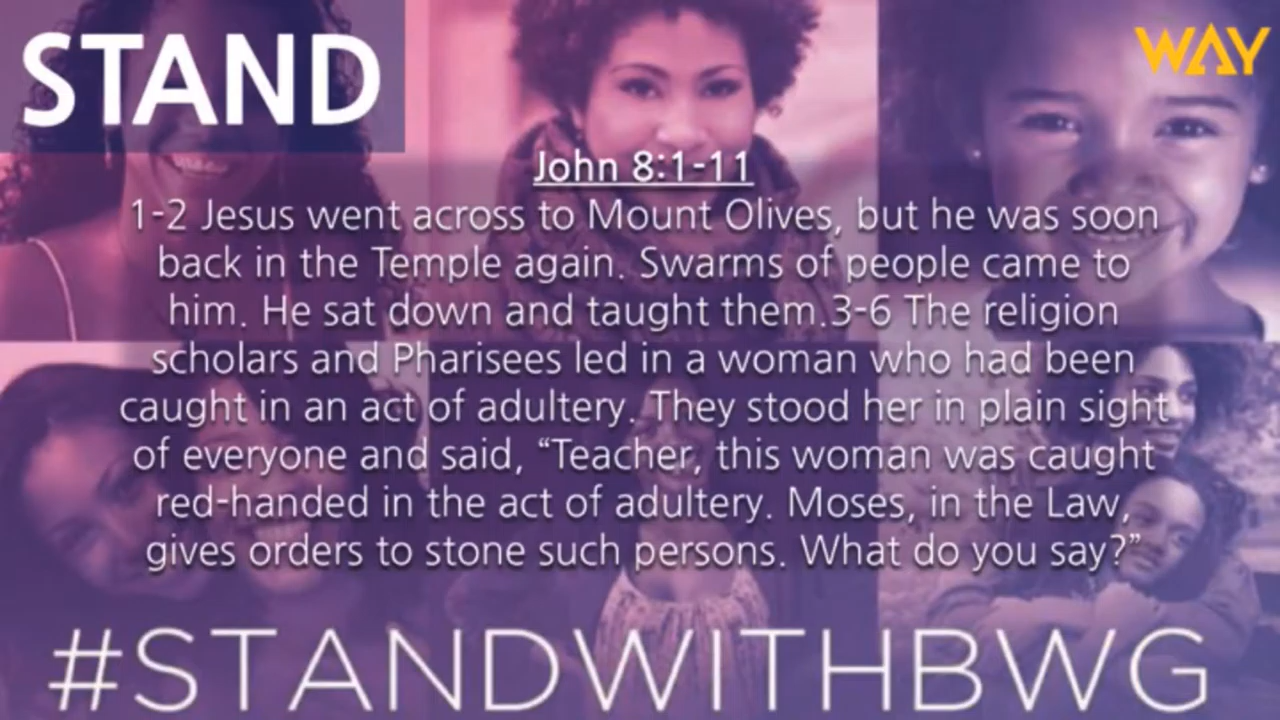 STAND
WAY
John 8:1-11
1-2 Jesus went across to Mount Olives, but he was soon
back in the Temple again. Swarms of people came to
him. He sat down and taught them.3-6 The religion
scholars and Pharisees led in a woman who had been
caught in an act of adultery. They stood her in plain sight
of everyone and said, “Teacher, this woman was caught
red-handed in the act of adultery. Moses, in the Law,
gives orders to stone such persons. What do you say?”
#STANDWITHBWG